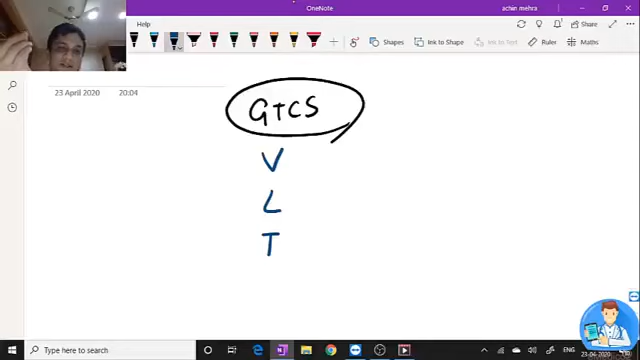 OneNote
achin mehra
Help
Share
Shapes
Ink to Shape
Ink to Text
Ruler
Maths
23 April 2020
20:04
GTCS
V
L
T
Type here to search
ENG
23-04-2020